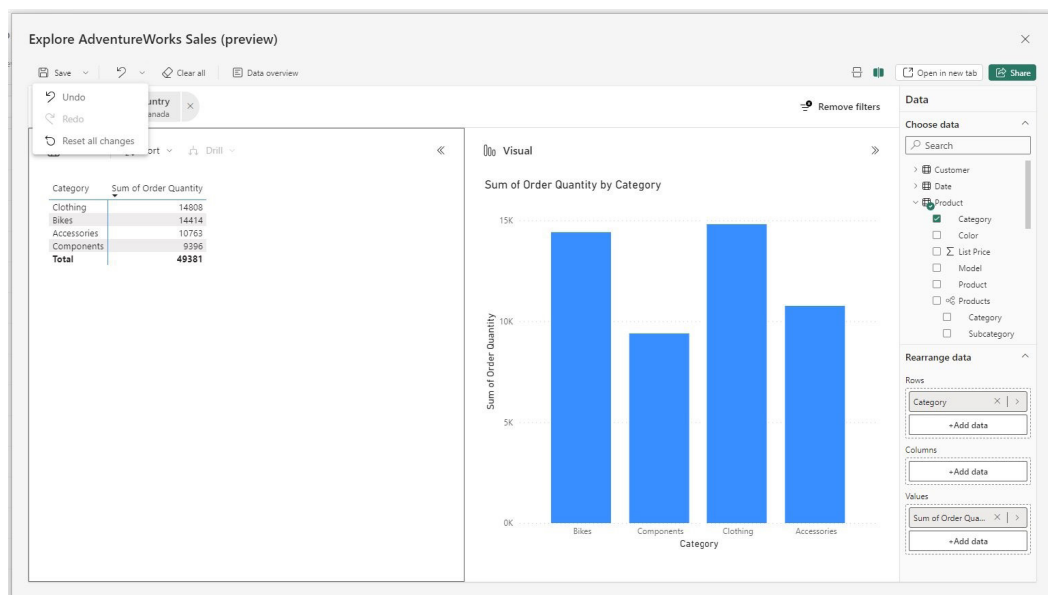 Explore AdventureWorks Sales (preview)
Save
Clear all
Data overview
Open in new tab
Share
Undo
Redo
Reset all changes
Remove filters
Drill
Category Sum of Order Quantity
Clothing 14808
Bikes 14414
Accessories 10763
Components 9396
Total 49381
Visual
Sum of Order Quantity by Category
15K
10K
5K
0K
Sum of Order Quantity
Bikes Components Clothing Accessories
Category
Data
Choose data
Search
Customer
Date
Product
Category
Color
List Price
Model
Product
Products
Category
Subcategory
Rearrange data
Rows
Category
+Add data
Columns
+Add data
Values
Sum of Order Qua...
+Add data